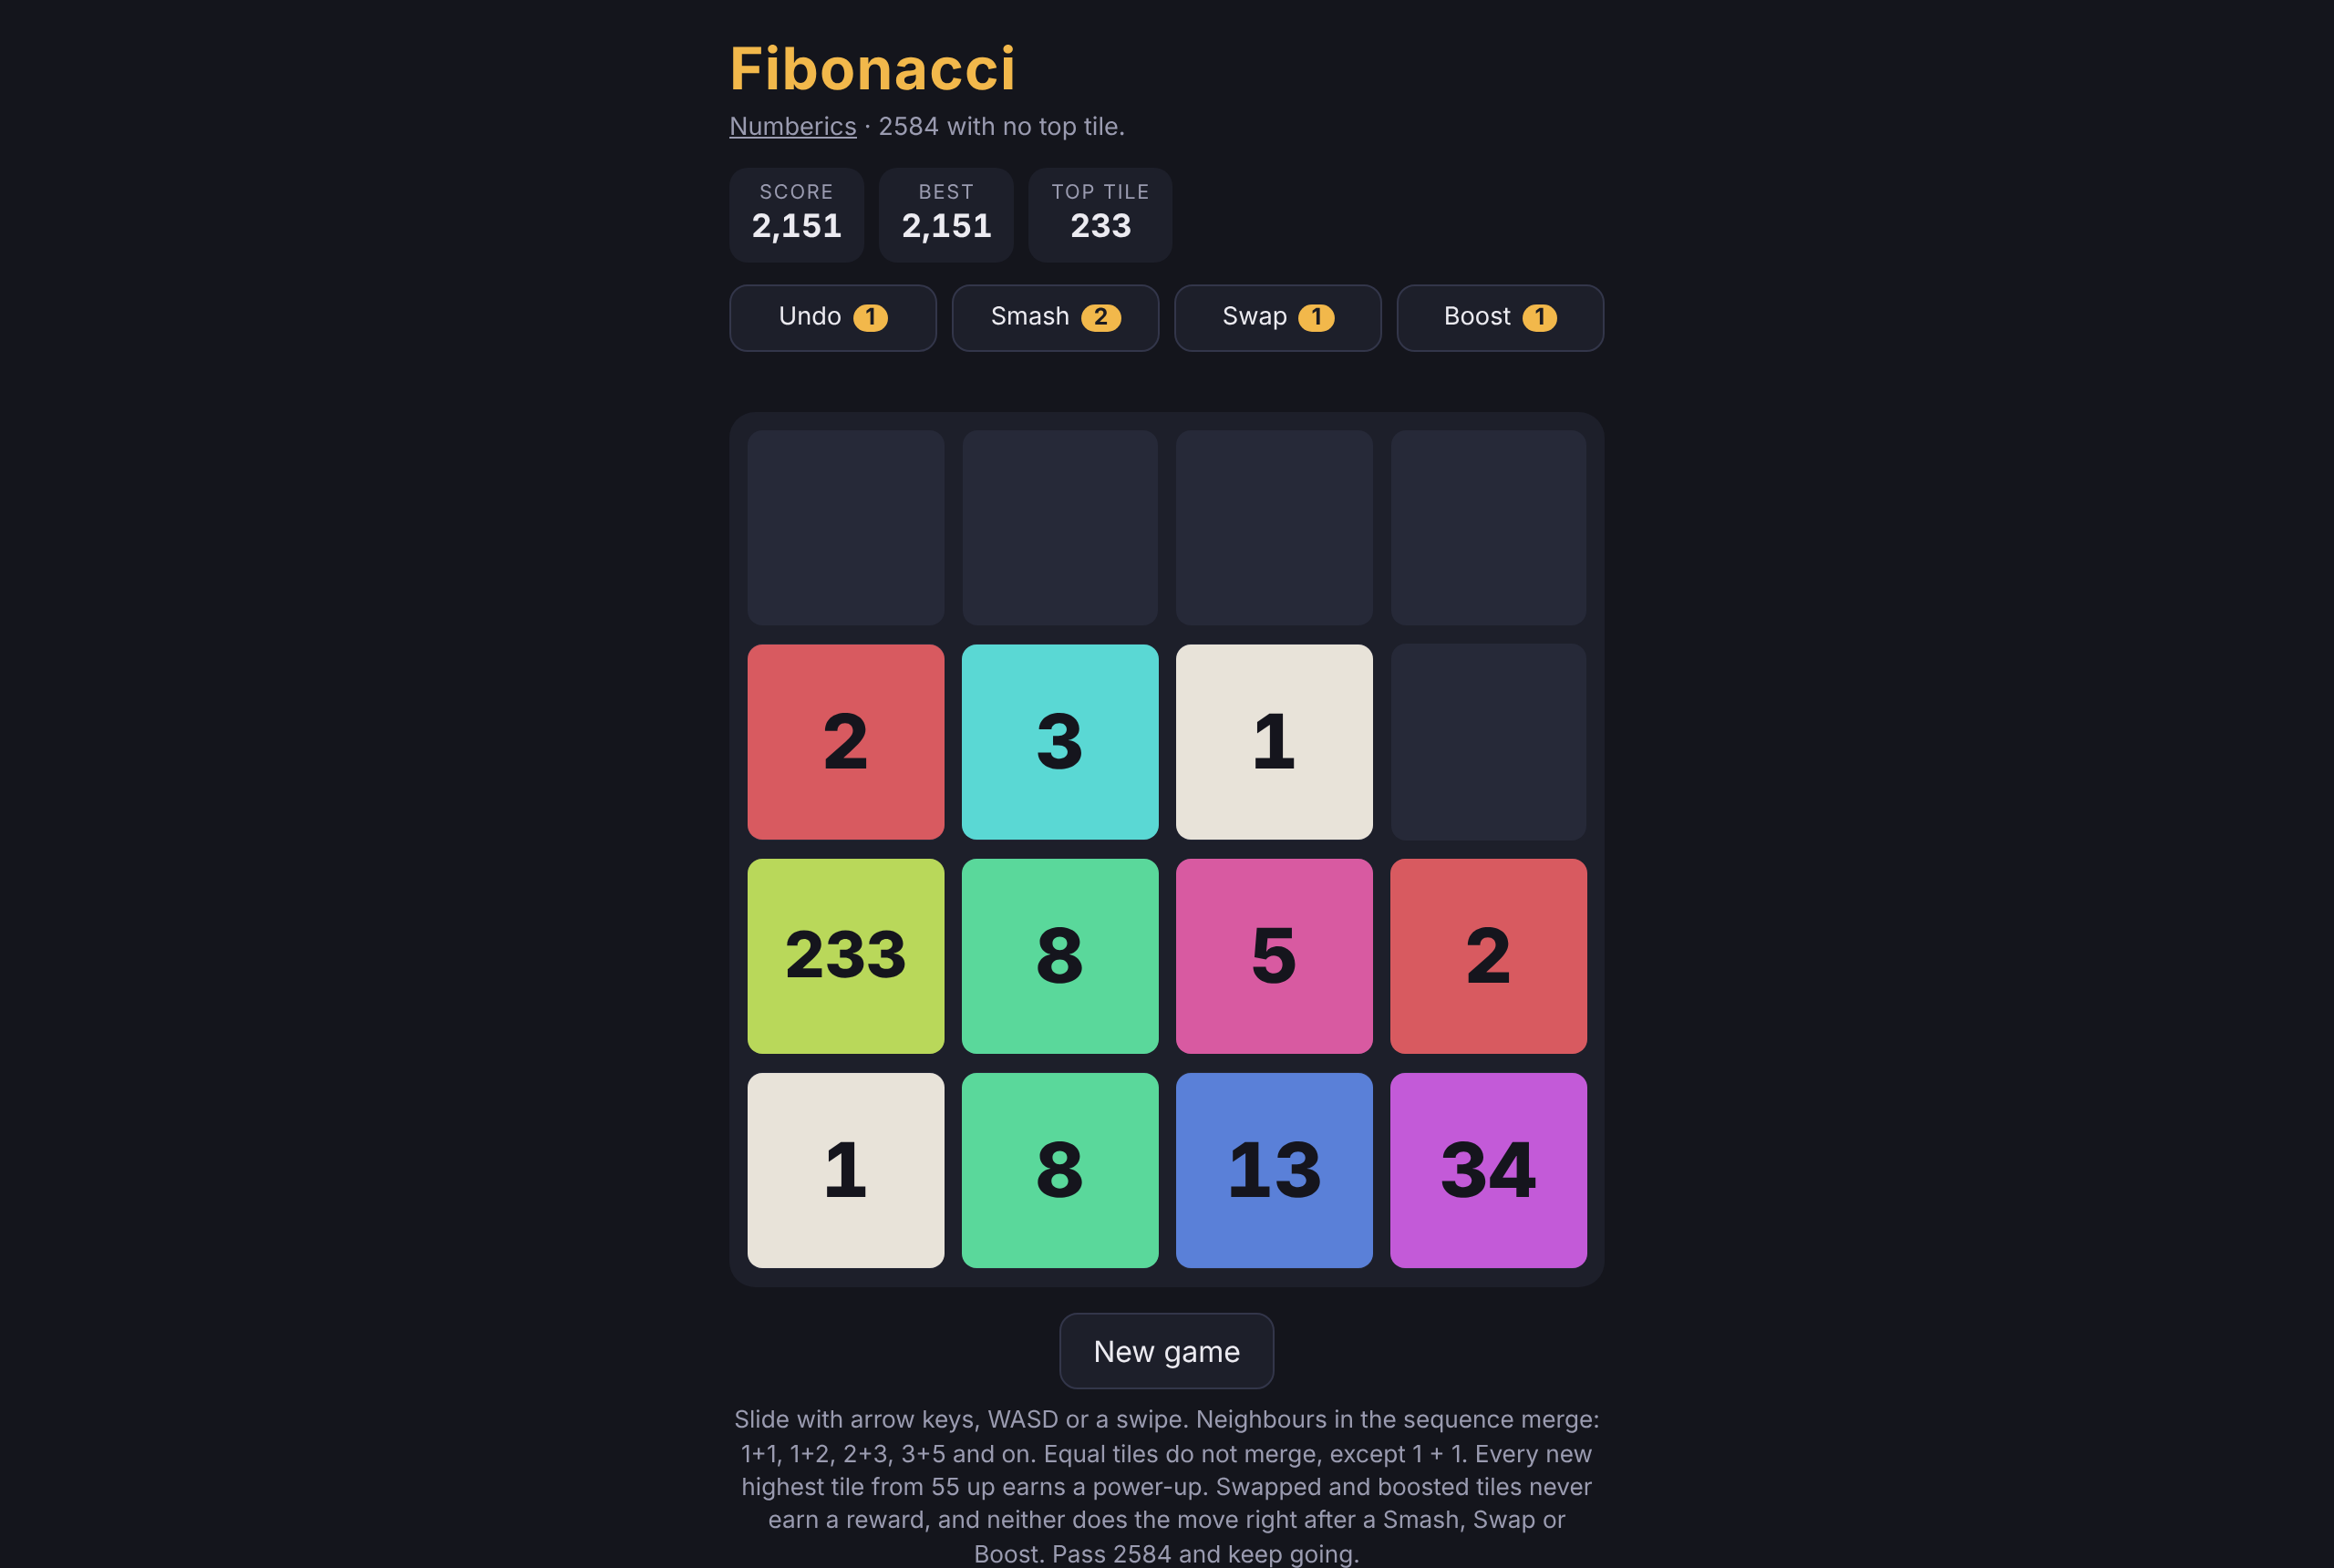 Fibonacci
Numberics · 2584 with no top tile.
SCORE BEST TOP TILE
2,151 2,151 233
Undo 1 Smash 2 Swap 1 Boost 1
2 3 1
233 8 5 2
1 8 13 34
New game
Slide with arrow keys, WASD or a swipe. Neighbours in the sequence merge:
1+1, 1+2, 2+3, 3+5 and on. Equal tiles do not merge, except 1 + 1. Every new
highest tile from 55 up earns a power-up. Swapped and boosted tiles never
earn a reward, and neither does the move right after a Smash, Swap or
Boost. Pass 2584 and keep going.